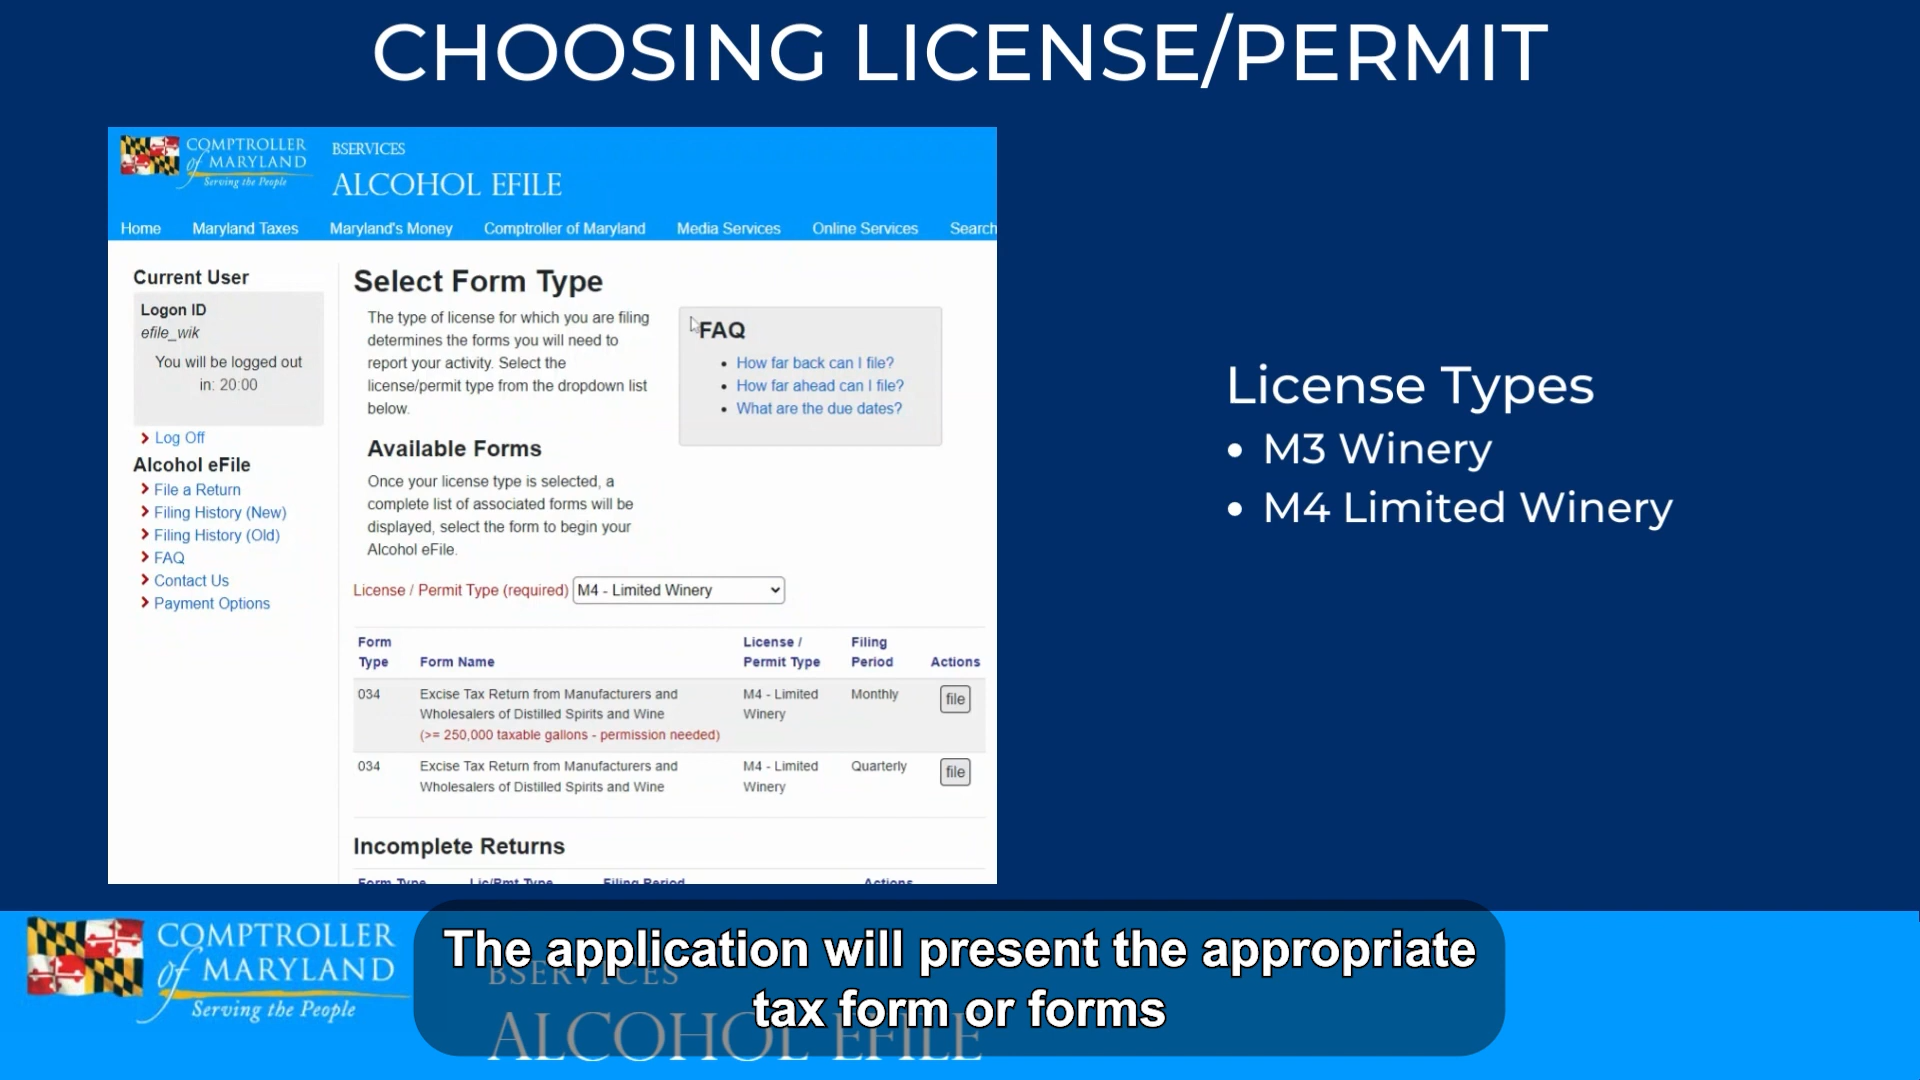 CHOOSING LICENSE/PERMIT
COMPTROLLER
of MARYLAND
Serving the People
BSERVICES
ALCOHOL EFILE
Home Maryland Taxes Maryland's Money Comptroller of Maryland Media Services Online Services Search
Current User
Logon ID
efile_wik
You will be logged out
in: 20:00
Log Off
Alcohol eFile
File a Return
Filing History (New)
Filing History (Old)
FAQ
Contact Us
Payment Options
Select Form Type
The type of license for which you are filing
determines the forms you will need to
report your activity. Select the
license/permit type from the dropdown list
below.
FAQ
• How far back can I file?
• How far ahead can I file?
• What are the due dates?
Available Forms
Once your license type is selected, a
complete list of associated forms will be
displayed, select the form to begin your
Alcohol eFile.
License / Permit Type (required) M4 - Limited Winery
Form Type Form Name License / Permit Type Filing Period Actions
034 Excise Tax Return from Manufacturers and M4 - Limited Monthly file
Wholesalers of Distilled Spirits and Wine Winery
(>= 250,000 taxable gallons - permission needed)
034 Excise Tax Return from Manufacturers and M4 - Limited Quarterly file
Wholesalers of Distilled Spirits and Wine Winery
Incomplete Returns
Form Type Lic/Pmt Type Filing Period Actions
License Types
• M3 Winery
• M4 Limited Winery
COMPTROLLER
of MARYLAND
Serving the People
BSERVICES
ALCOHOL EFILE
The application will present the appropriate
tax form or forms